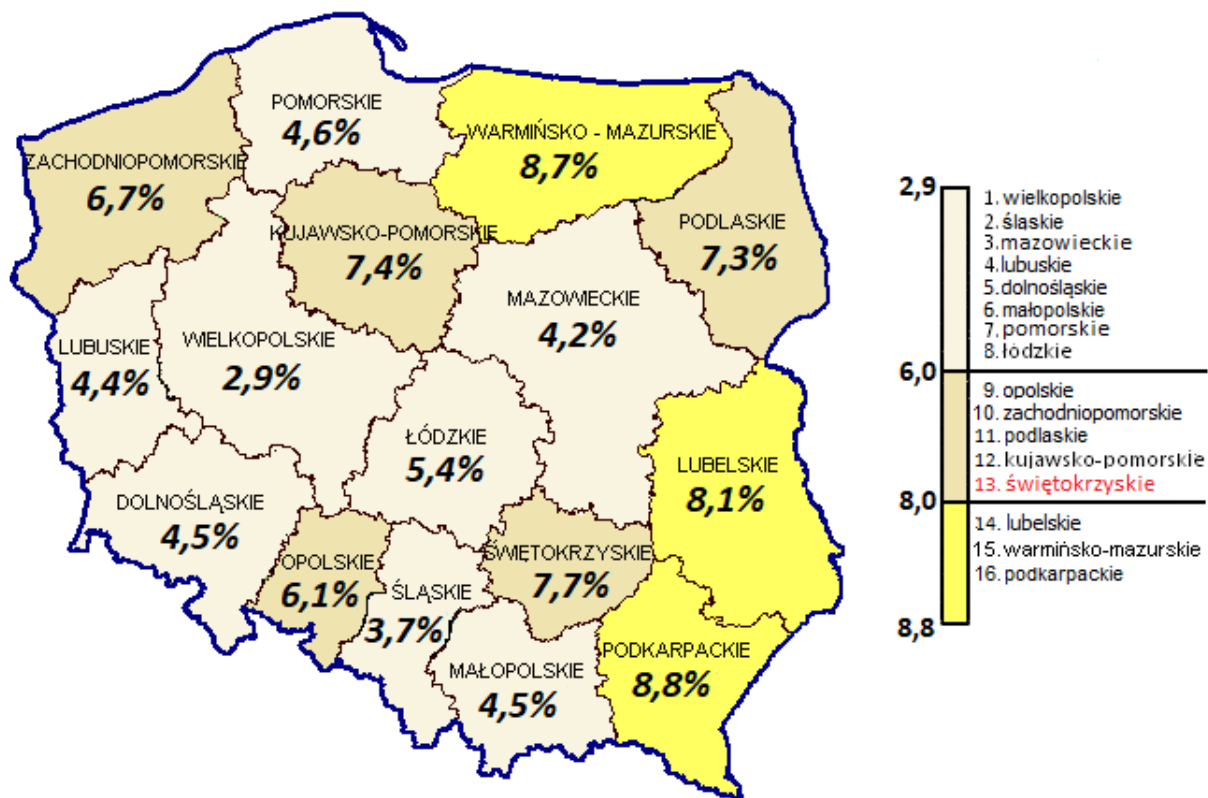 POMORSKIE
4,6%
WARMIŃSKO - MAZURSKIE
8,7%
ZACHODNIOPOMORSKIE
6,7%
KUJAWSKO-POMORSKIE
7,4%
PODLASKIE
7,3%
MAZOWIECKIE
4,2%
LUBUSKIE
4,4%
WIELKOPOLSKIE
2,9%
ŁÓDZKIE
5,4%
LUBELSKIE
8,1%
DOLNOŚLĄSKIE
4,5%
OPOLSKIE
6,1%
ŚLĄSKIE
3,7%
ŚWIĘTOKRZYSKIE
7,7%
MAŁOPOLSKIE
4,5%
PODKARPACKIE
8,8%
2,9
1. wielkopolskie
2. śląskie
3. mazowieckie
4. lubuskie
5. dolnośląskie
6. małopolskie
7. pomorskie
8. łódzkie
6,0
9. opolskie
10. zachodniopomorskie
11. podlaskie
12. kujawsko-pomorskie
13. świętokrzyskie
8,0
14. lubelskie
15. warmińsko-mazurskie
16. podkarpackie
8,8